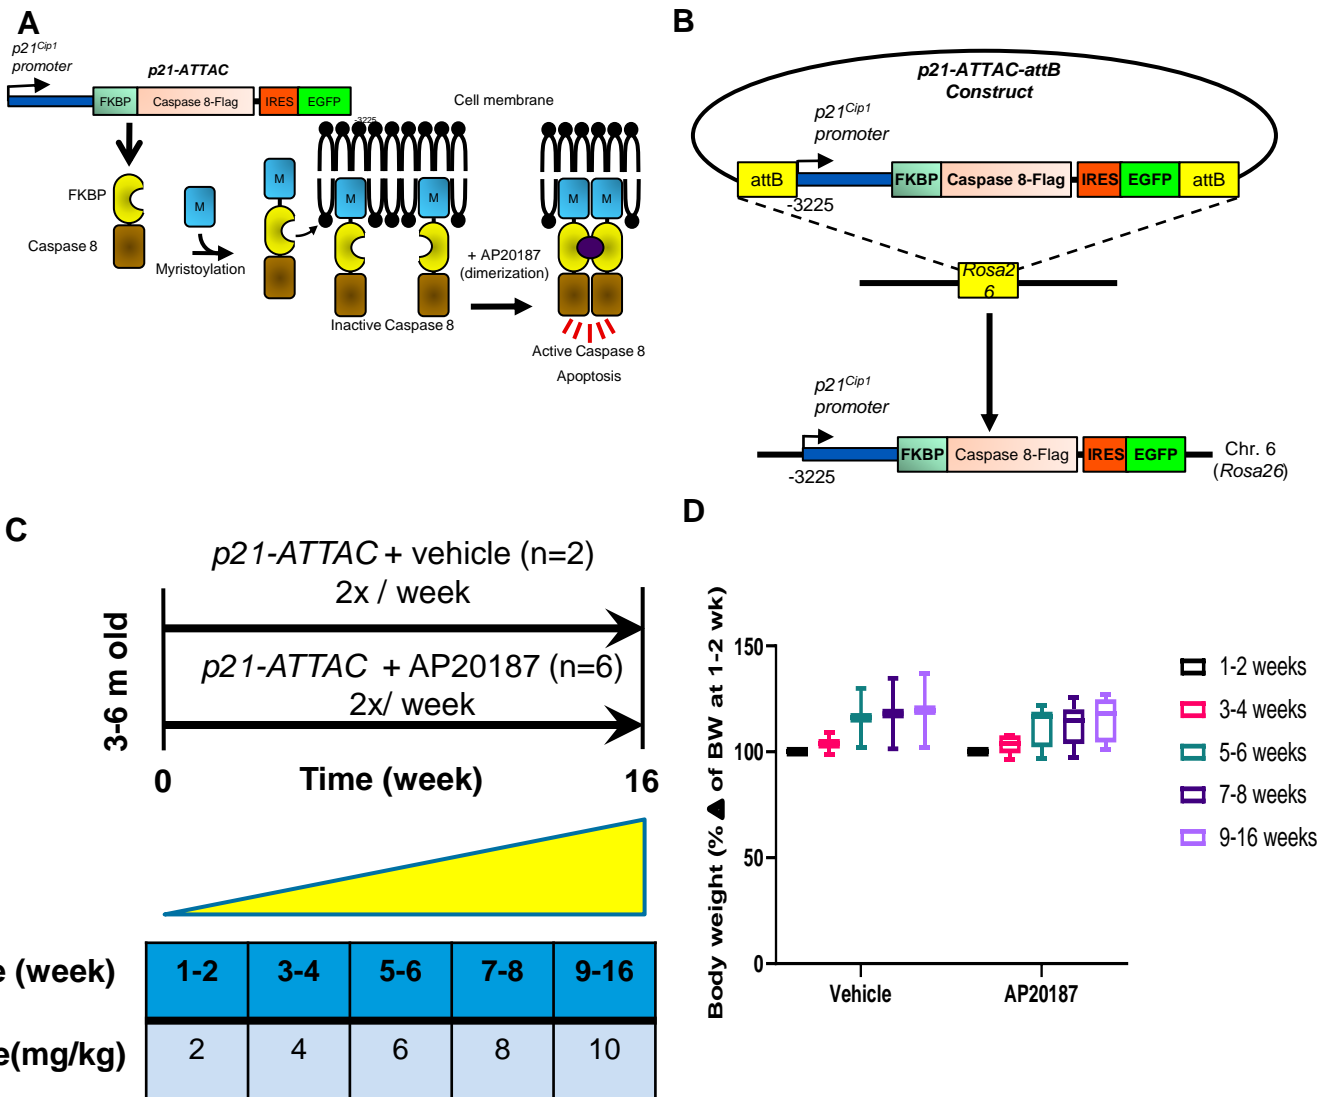 A
p21Cip1
promoter
p21-ATTAC
FKBP
Caspase 8-Flag
IRES
EGFP
-3225
Cell membrane
FKBP
Caspase 8
M
Myristoylation
M
M
M
Inactive Caspase 8
+ AP20187
(dimerization)
M
M
Active Caspase 8
Apoptosis
B
p21-ATTAC-attB
Construct
p21Cip1
promoter
attB
-3225
FKBP
Caspase 8-Flag
IRES
EGFP
attB
Rosa2
6
p21Cip1
promoter
-3225
FKBP
Caspase 8-Flag
IRES
EGFP
Chr. 6
(Rosa26)
C
3-6 m old
p21-ATTAC + vehicle (n=2)
2x / week
p21-ATTAC + AP20187 (n=6)
2x/ week
0
Time (week)
16
e (week)
1-2
3-4
5-6
7-8
9-16
e(mg/kg)
2
4
6
8
10
D
Body weight (% ▲ of BW at 1-2 wk)
150
100
50
0
Vehicle
AP20187
1-2 weeks
3-4 weeks
5-6 weeks
7-8 weeks
9-16 weeks